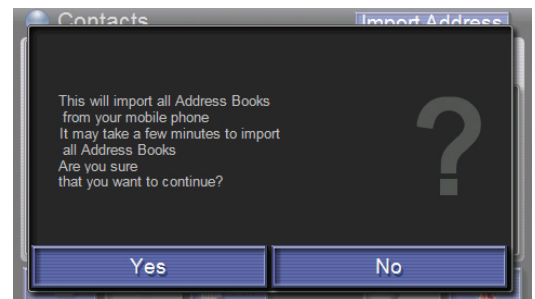 Contacts
Import Address
This will import all Address Books
from your mobile phone
It may take a few minutes to import
all Address Books
Are you sure
that you want to continue?
?
Yes
No